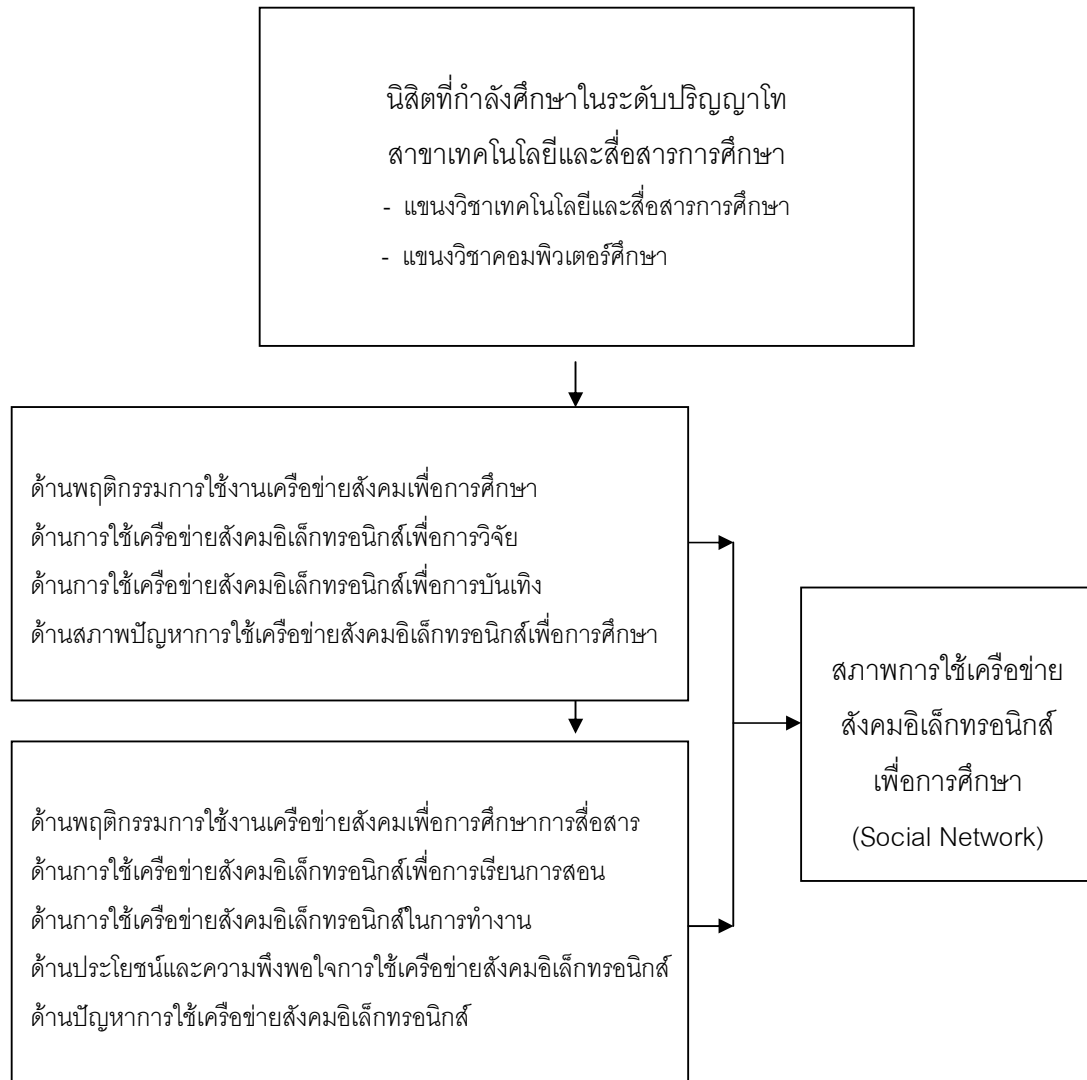 นิสิตที่กำลังศึกษาในระดับปริญญาโท
สาขาเทคโนโลยีและสื่อสารการศึกษา
- แขนงวิชาเทคโนโลยีและสื่อสารการศึกษา
- แขนงวิชาคอมพิวเตอร์ศึกษา
ด้านพฤติกรรมการใช้งานเครือข่ายสังคมเพื่อการศึกษา
ด้านการใช้เครือข่ายสังคมอิเล็กทรอนิกส์เพื่อการวิจัย
ด้านการใช้เครือข่ายสังคมอิเล็กทรอนิกส์เพื่อการบันเทิง
ด้านสภาพปัญหาการใช้เครือข่ายสังคมอิเล็กทรอนิกส์เพื่อการศึกษา
ด้านพฤติกรรมการใช้งานเครือข่ายสังคมเพื่อการศึกษาการสื่อสาร
ด้านการใช้เครือข่ายสังคมอิเล็กทรอนิกส์เพื่อการเรียนการสอน
ด้านการใช้เครือข่ายสังคมอิเล็กทรอนิกส์ในการทำงาน
ด้านประโยชน์และความพึงพอใจการใช้เครือข่ายสังคมอิเล็กทรอนิกส์
ด้านปัญหาการใช้เครือข่ายสังคมอิเล็กทรอนิกส์
สภาพการใช้เครือข่าย
สังคมอิเล็กทรอนิกส์
เพื่อการศึกษา
(Social Network)